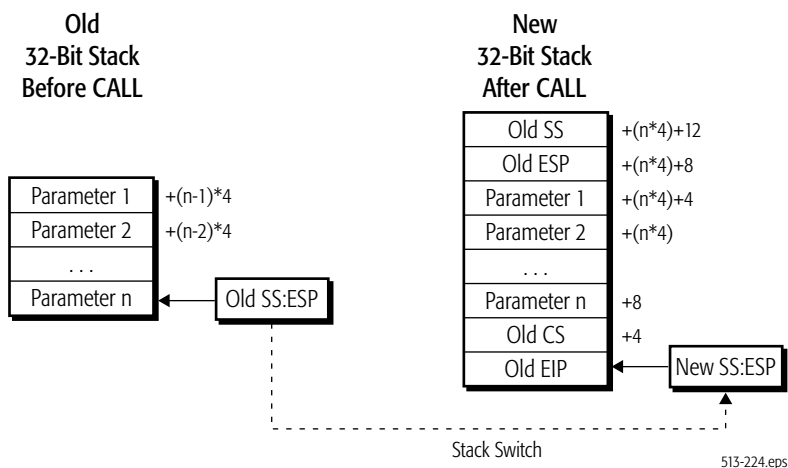 Old
32-Bit Stack
Before CALL
New
32-Bit Stack
After CALL
Old SS +(n*4)+12
Old ESP +(n*4)+8
Parameter 1 +(n-1)*4
Parameter 1 +(n*4)+4
Parameter 2 +(n-2)*4
Parameter 2 +(n*4)
. . .
. . .
Parameter n
Old SS:ESP
Parameter n +8
Old CS +4
Old EIP
New SS:ESP
Stack Switch
513-224.eps